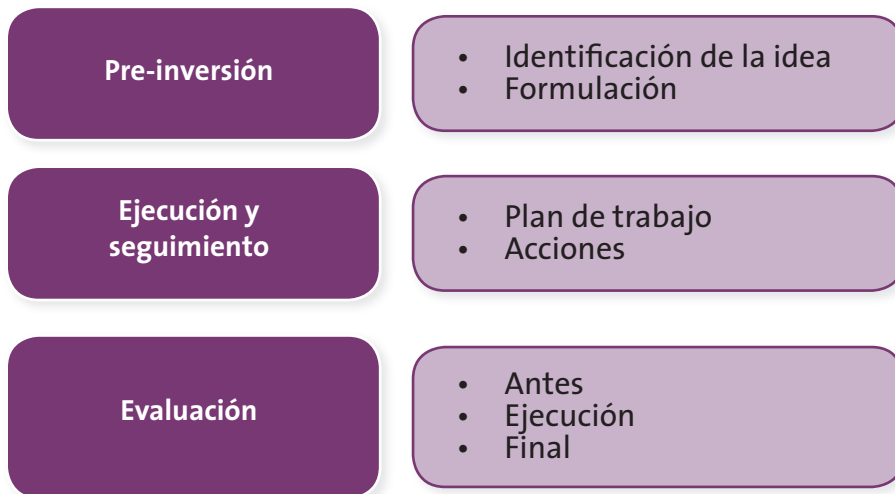 Pre-inversión
• Identificación de la idea
• Formulación
Ejecución y
seguimiento
• Plan de trabajo
• Acciones
Evaluación
• Antes
• Ejecución
• Final